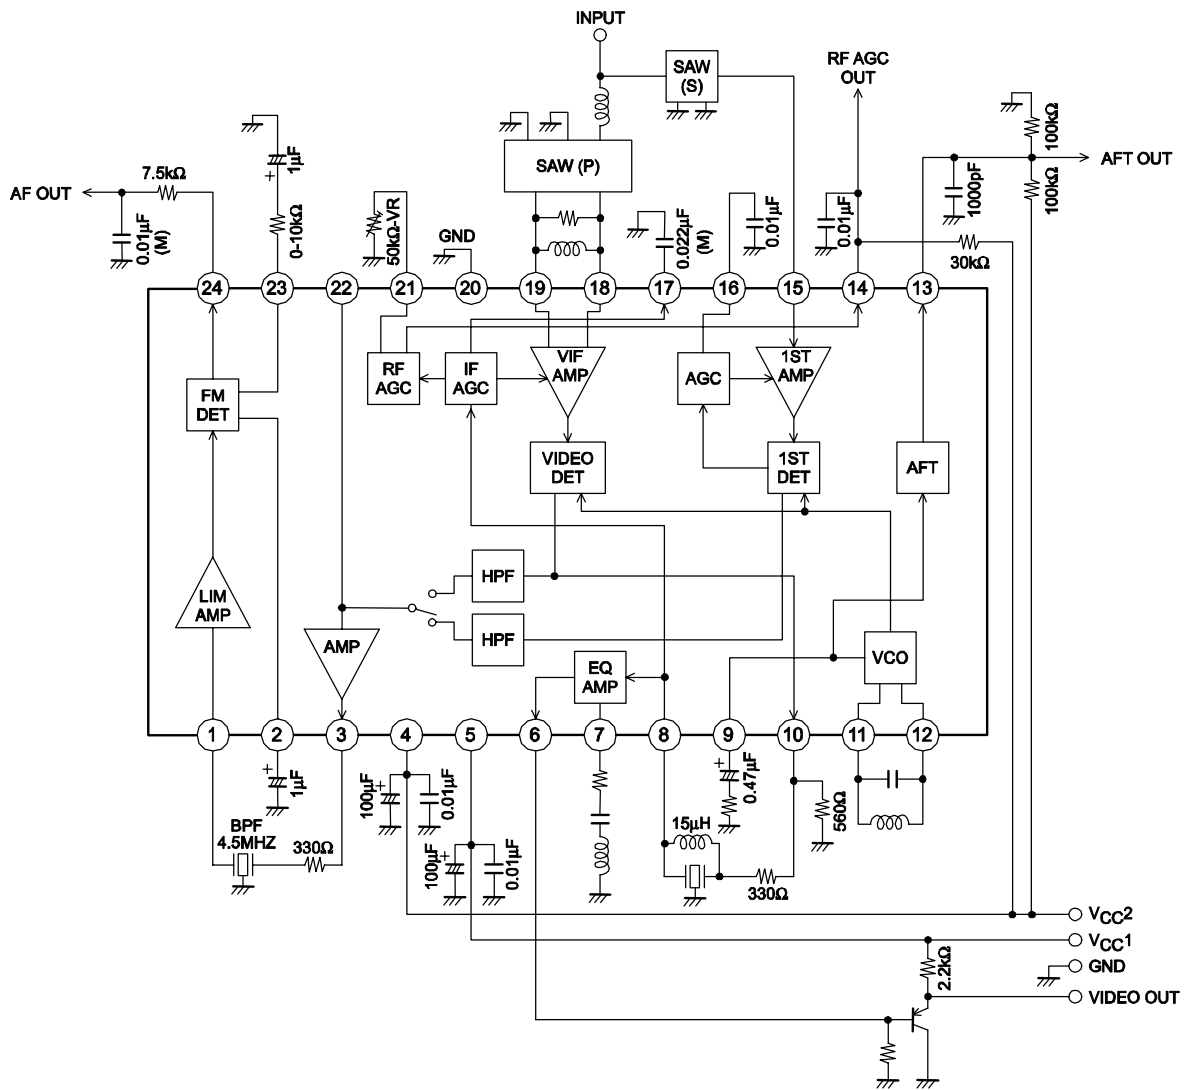 INPUT
SAW
(S)
RF AGC
OUT
100kΩ
1μF
SAW (P)
AFT OUT
7.5kΩ
AF OUT
0.01μF
(M)
0-10kΩ
50kΩ-VR
GND
0.022μF
(M)
0.01μF
0.01μF
1000pF
100kΩ
30kΩ
24
23
22
21
20
19
18
17
16
15
14
13
RF
AGC
IF
AGC
VIF
AMP
AGC
1ST
AMP
FM
DET
VIDEO
DET
1ST
DET
AFT
HPF
LIM
AMP
HPF
AMP
EQ
AMP
VCO
1
2
3
4
5
6
7
8
9
10
11
12
1μF
100μF
0.01μF
0.47μF
560Ω
BPF
4.5MHZ
330Ω
15μH
100μF
0.01μF
330Ω
VCC2
VCC1
2.2kΩ
GND
VIDEO OUT